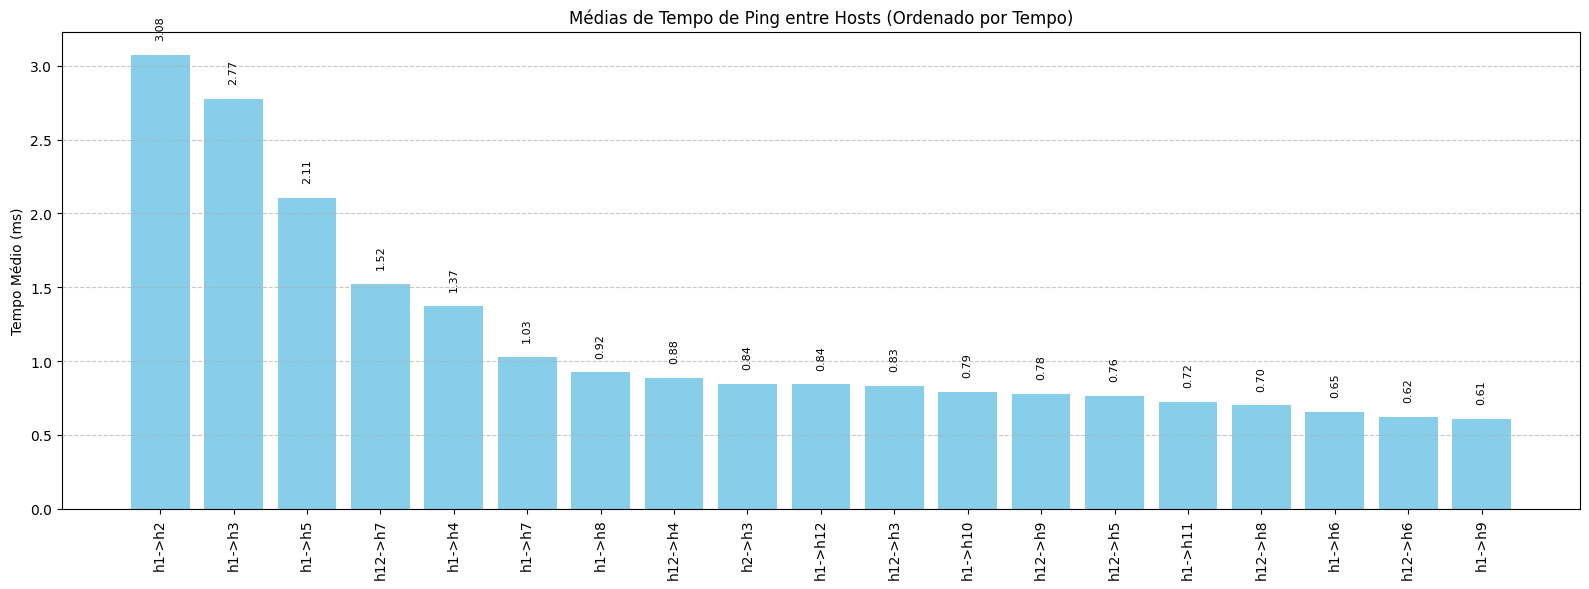 Médias de Tempo de Ping entre Hosts (Ordenado por Tempo)
Tempo Médio (ms)
3.0
2.5
2.0
1.5
1.0
0.5
0.0
3.08
2.77
2.11
1.52
1.37
1.03
0.92
0.88
0.84
0.84
0.83
0.79
0.78
0.76
0.72
0.70
0.65
0.62
0.61
h1->h2
h1->h3
h1->h5
h12->h7
h1->h4
h1->h7
h1->h8
h12->h4
h2->h3
h1->h12
h12->h3
h1->h10
h12->h9
h12->h5
h1->h11
h12->h8
h1->h6
h12->h6
h1->h9